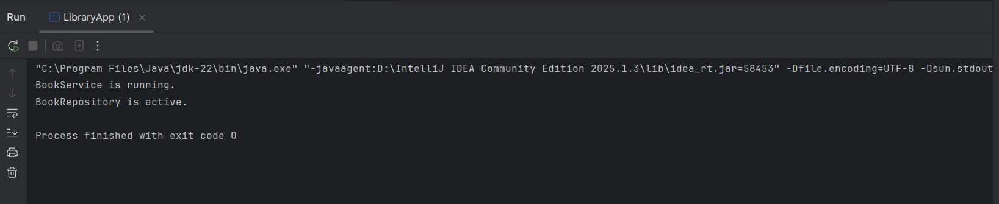 Run
LibraryApp (1)
"C:\Program Files\Java\jdk-22\bin\java.exe" "-javaagent:D:\IntelliJ IDEA Community Edition 2025.1.3\lib\idea_rt.jar=58453" -Dfile.encoding=UTF-8 -Dsun.stdout
BookService is running.
BookRepository is active.
Process finished with exit code 0